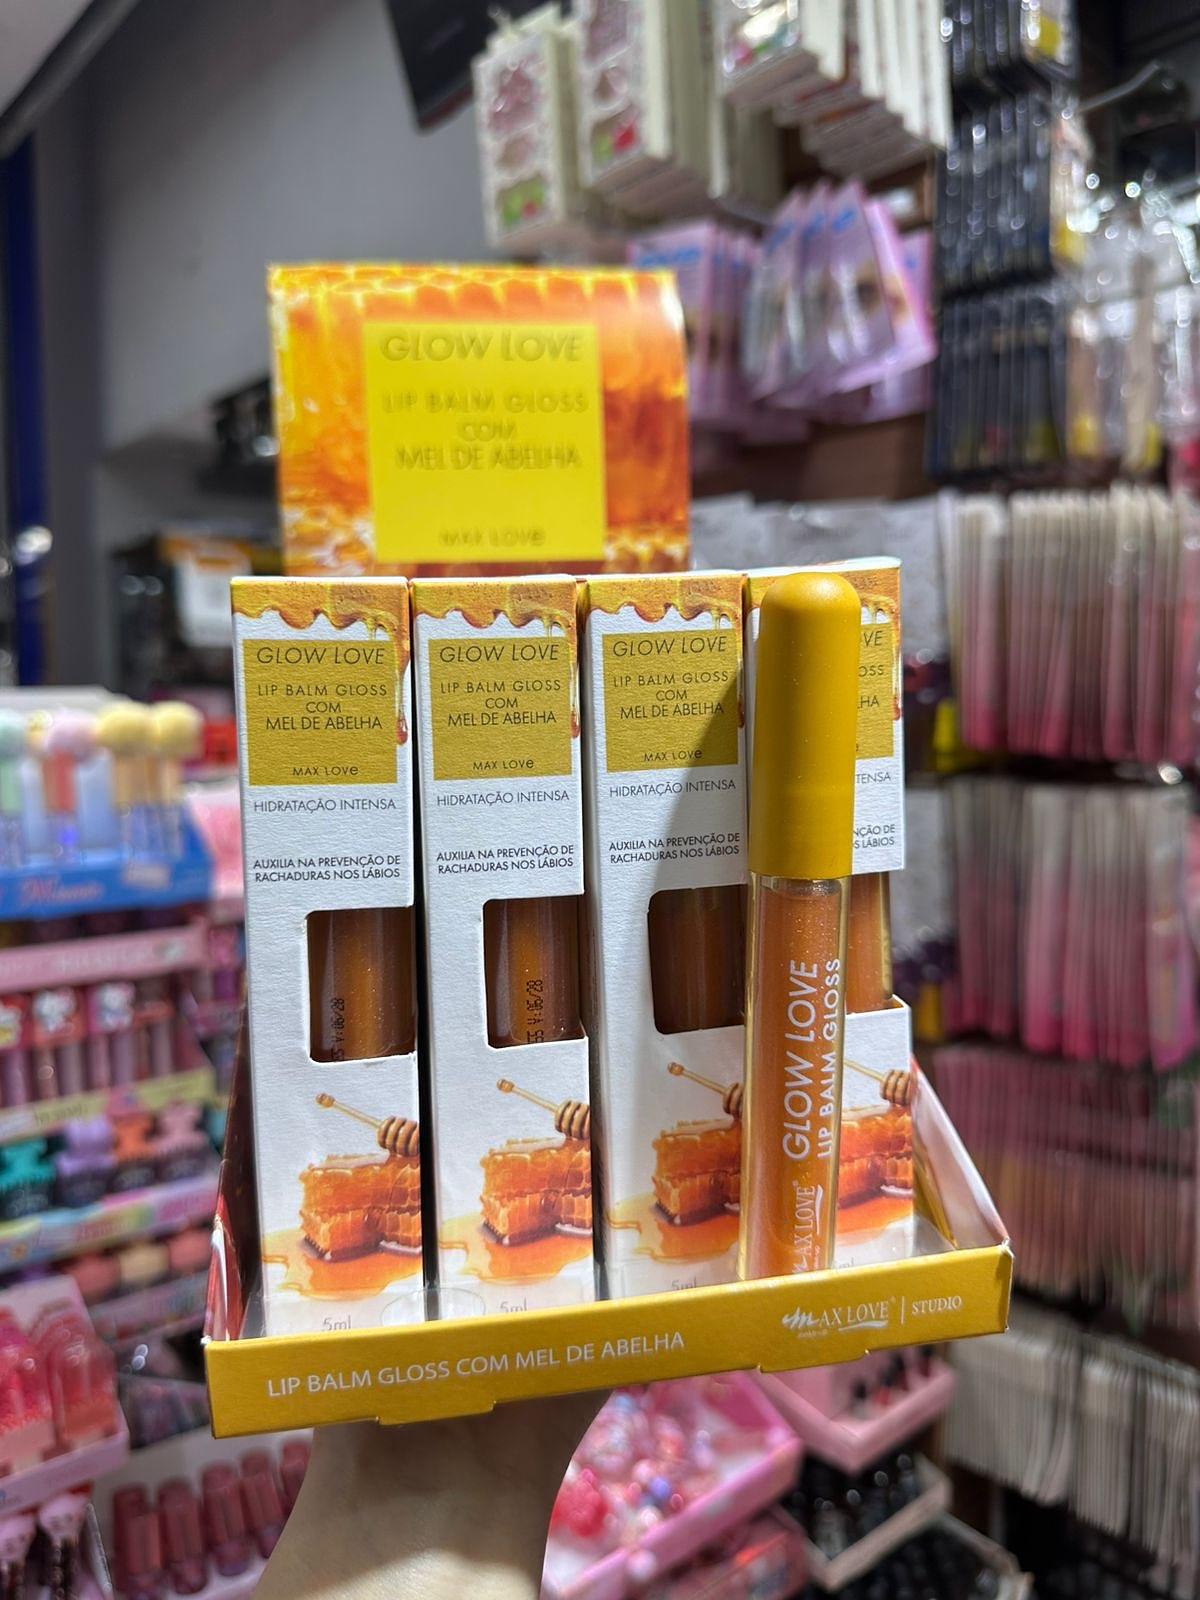 GLOW LOVE
LIP BALM GLOSS
COM
MEL DE ABELHA
MAX LOVE
GLOW LOVE
LIP BALM GLOSS
COM
MEL DE ABELHA
MAX LOVe
HIDRATAÇÃO INTENSA
AUXILIA NA PREVENÇÃO DE
RACHADURAS NOS LÁBIOS
V:06/28
5ml
GLOW LOVE
LIP BALM GLOSS
COM
MEL DE ABELHA
MAX LOVe
HIDRATAÇÃO INTENSA
AUXILIA NA PREVENÇÃO DE
RACHADURAS NOS LÁBIOS
V:06/28
5ml
GLOW LOVE
LIP BALM GLOSS
COM
MEL DE ABELHA
MAX LOVe
HIDRATAÇÃO INTENSA
AUXILIA NA PREVENÇÃO DE
RACHADURAS NOS LÁBIOS
5ml
GLOW LOVE
LIP BALM GLOSS
MAX LOVE
LIP BALM GLOSS COM MEL DE ABELHA
MAX LOVE® | STUDIO